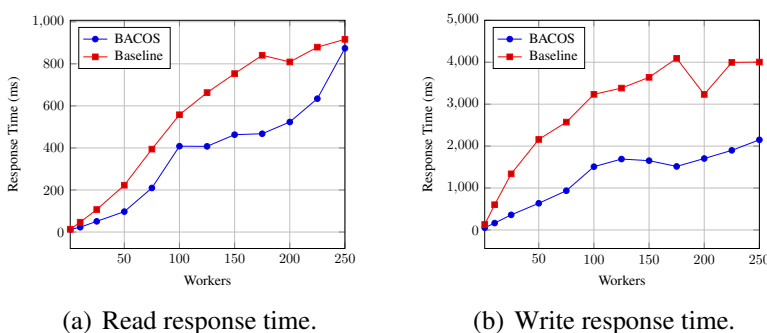 BACOS
Baseline
1,000
800
600
400
200
0
Response Time (ms)
50
100
150
200
250
Workers
(a) Read response time.
BACOS
Baseline
5,000
4,000
3,000
2,000
1,000
0
Response Time (ms)
50
100
150
200
250
Workers
(b) Write response time.